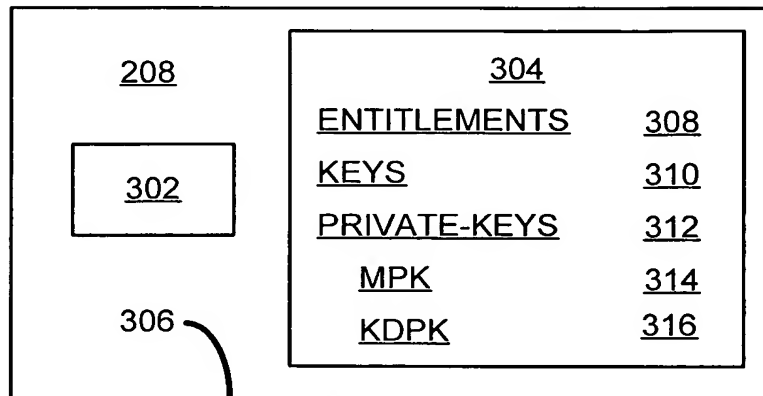 208
302
306
304
ENTITLEMENTS 308
KEYS 310
PRIVATE-KEYS 312
MPK 314
KDPK 316